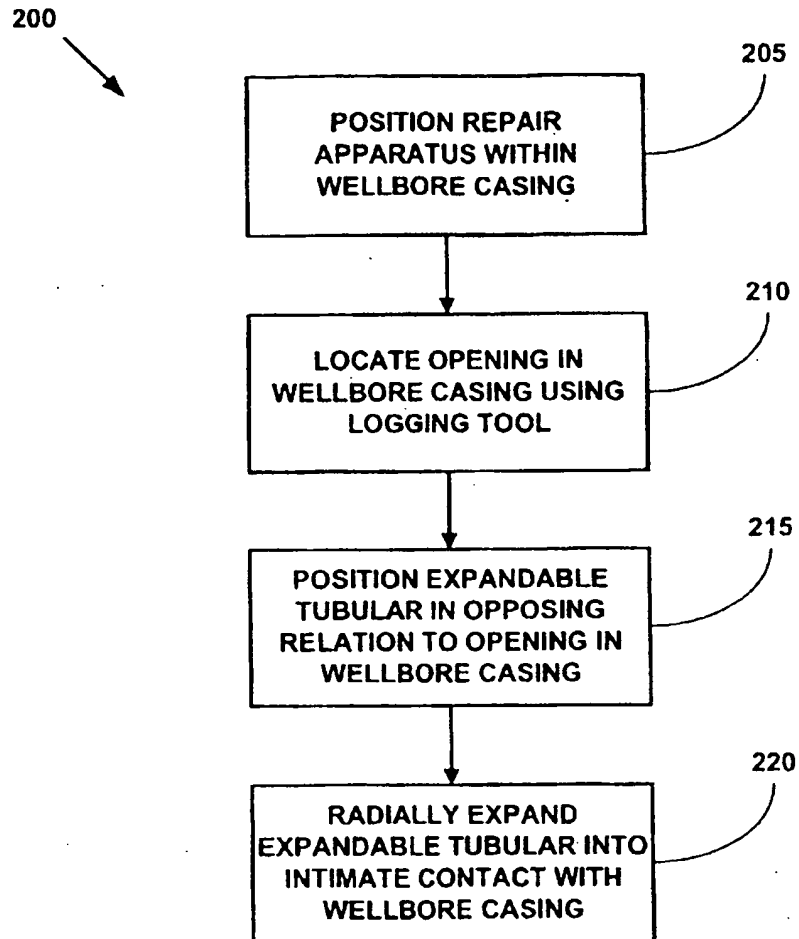 200
205
POSITION REPAIR
APPARATUS WITHIN
WELLBORE CASING
210
LOCATE OPENING IN
WELLBORE CASING USING
LOGGING TOOL
215
POSITION EXPANDABLE
TUBULAR IN OPPOSING
RELATION TO OPENING IN
WELLBORE CASING
220
RADIALLY EXPAND
EXPANDABLE TUBULAR INTO
INTIMATE CONTACT WITH
WELLBORE CASING